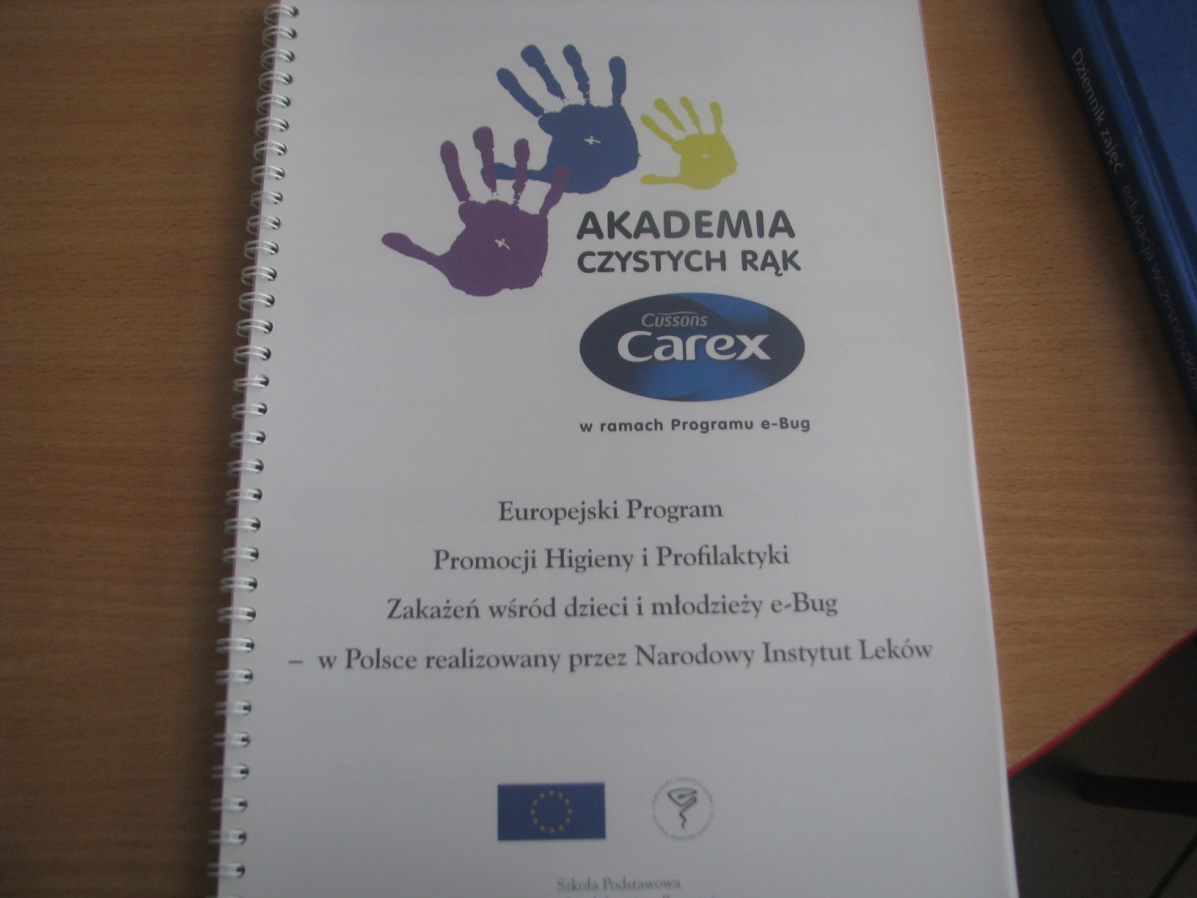 AKADEMIA
CZYSTYCH RĄK
Cussons
Carex
w ramach Programu e-Bug
Europejski Program
Promocji Higieny i Profilaktyki
Zakażeń wśród dzieci i młodzieży e-Bug
– w Polsce realizowany przez Narodowy Instytut Leków
Szkoła Podstawowa
Dziennik zajęć edukacja